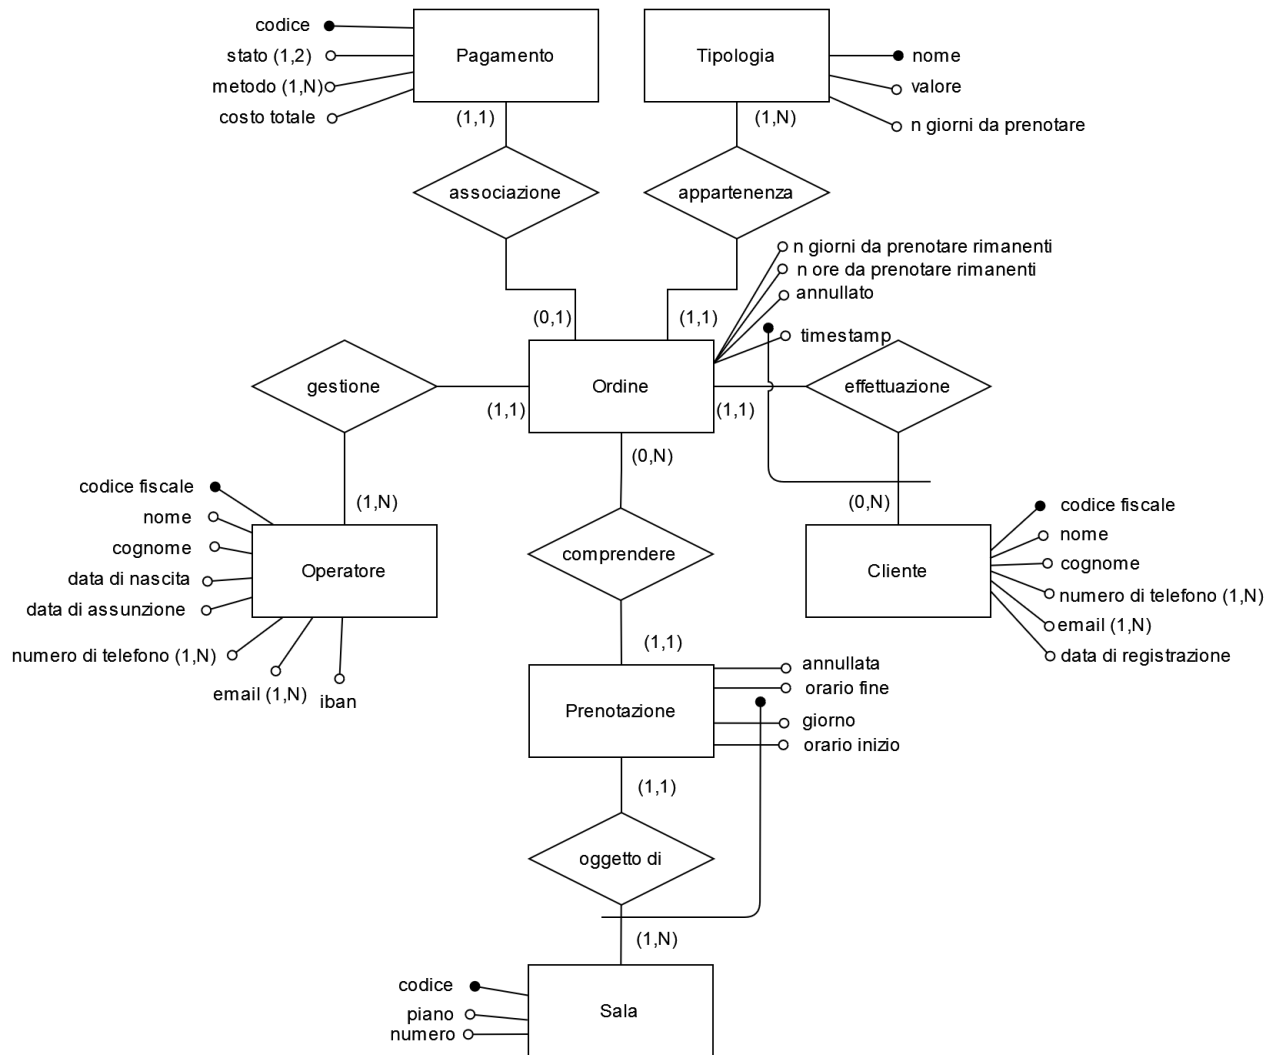 codice
stato (1,2)
metodo (1,N)
costo totale
Pagamento
Tipologia
nome
valore
n giorni da prenotare
(1,1)
(1,N)
associazione
appartenenza
n giorni da prenotare rimanenti
n ore da prenotare rimanenti
annullato
timestamp
(0,1)
(1,1)
gestione
Ordine
effettuazione
(1,1)
(1,1)
(0,N)
codice fiscale
nome
cognome
data di nascita
data di assunzione
numero di telefono (1,N)
email (1,N)
iban
(1,N)
Operatore
comprendere
(0,N)
Cliente
codice fiscale
nome
cognome
numero di telefono (1,N)
email (1,N)
data di registrazione
(1,1)
Prenotazione
annullata
orario fine
giorno
orario inizio
(1,1)
oggetto di
(1,N)
codice
piano
numero
Sala